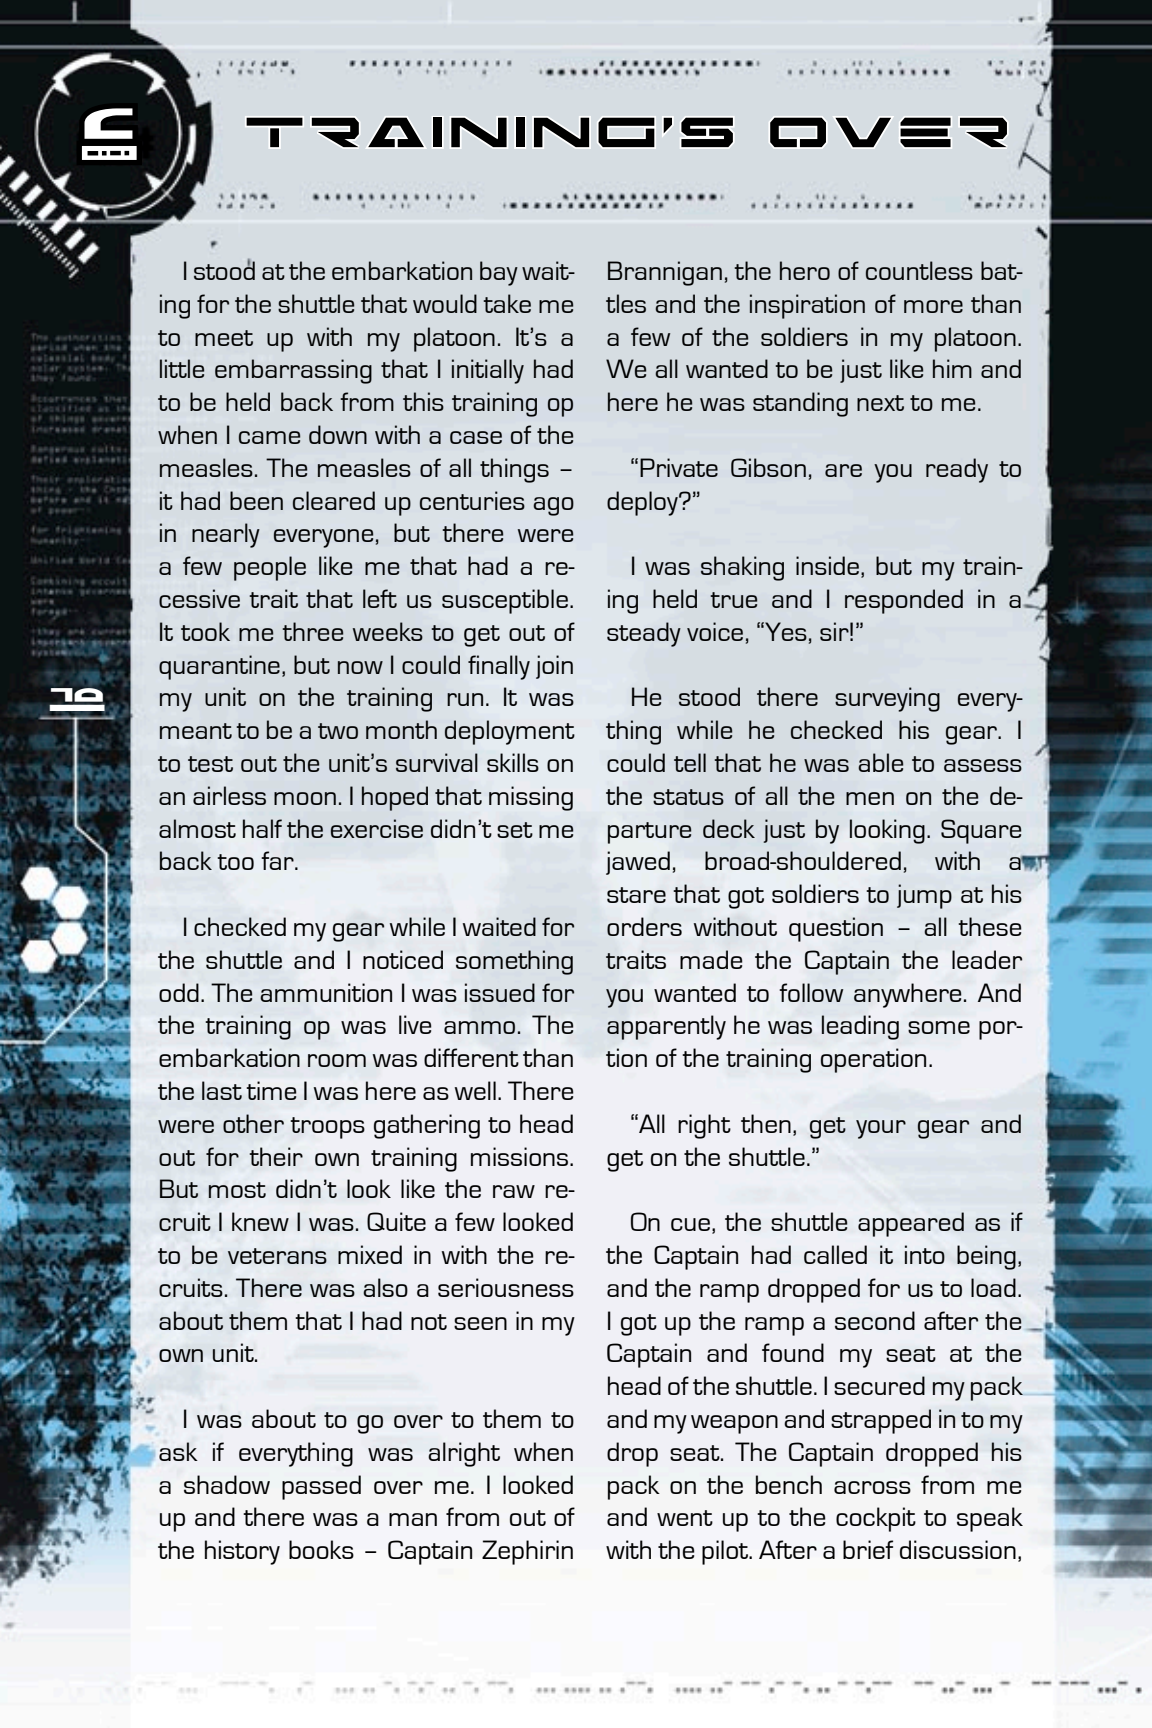 TRAINING'S OVER
I stood at the embarkation bay wait-
ing for the shuttle that would take me
to meet up with my platoon. It's a
little embarrassing that I initially had
to be held back from this training op
when I came down with a case of the
measles. The measles of all things –
it had been cleared up centuries ago
in nearly everyone, but there were
a few people like me that had a re-
cessive trait that left us susceptible.
It took me three weeks to get out of
quarantine, but now I could finally join
my unit on the training run. It was
meant to be a two month deployment
to test out the unit's survival skills on
an airless moon. I hoped that missing
almost half the exercise didn't set me
back too far.
I checked my gear while I waited for
the shuttle and I noticed something
odd. The ammunition I was issued for
the training op was live ammo. The
embarkation room was different than
the last time I was here as well. There
were other troops gathering to head
out for their own training missions.
But most didn't look like the raw re-
cruit I knew I was. Quite a few looked
to be veterans mixed in with the re-
cruits. There was also a seriousness
about them that I had not seen in my
own unit.
I was about to go over to them to
ask if everything was alright when
a shadow passed over me. I looked
up and there was a man from out of
the history books – Captain Zephirin
Brannigan, the hero of countless bat-
tles and the inspiration of more than
a few of the soldiers in my platoon.
We all wanted to be just like him and
here he was standing next to me.
“Private Gibson, are you ready to
deploy?”
I was shaking inside, but my train-
ing held true and I responded in a
steady voice, “Yes, sir!”
He stood there surveying every-
thing while he checked his gear. I
could tell that he was able to assess
the status of all the men on the de-
parture deck just by looking. Square
jawed, broad-shouldered, with a
stare that got soldiers to jump at his
orders without question – all these
traits made the Captain the leader
you wanted to follow anywhere. And
apparently he was leading some por-
tion of the training operation.
“All right then, get your gear and
get on the shuttle.”
On cue, the shuttle appeared as if
the Captain had called it into being,
and the ramp dropped for us to load.
I got up the ramp a second after the
Captain and found my seat at the
head of the shuttle. I secured my pack
and my weapon and strapped in to my
drop seat. The Captain dropped his
pack on the bench across from me
and went up to the cockpit to speak
with the pilot. After a brief discussion,